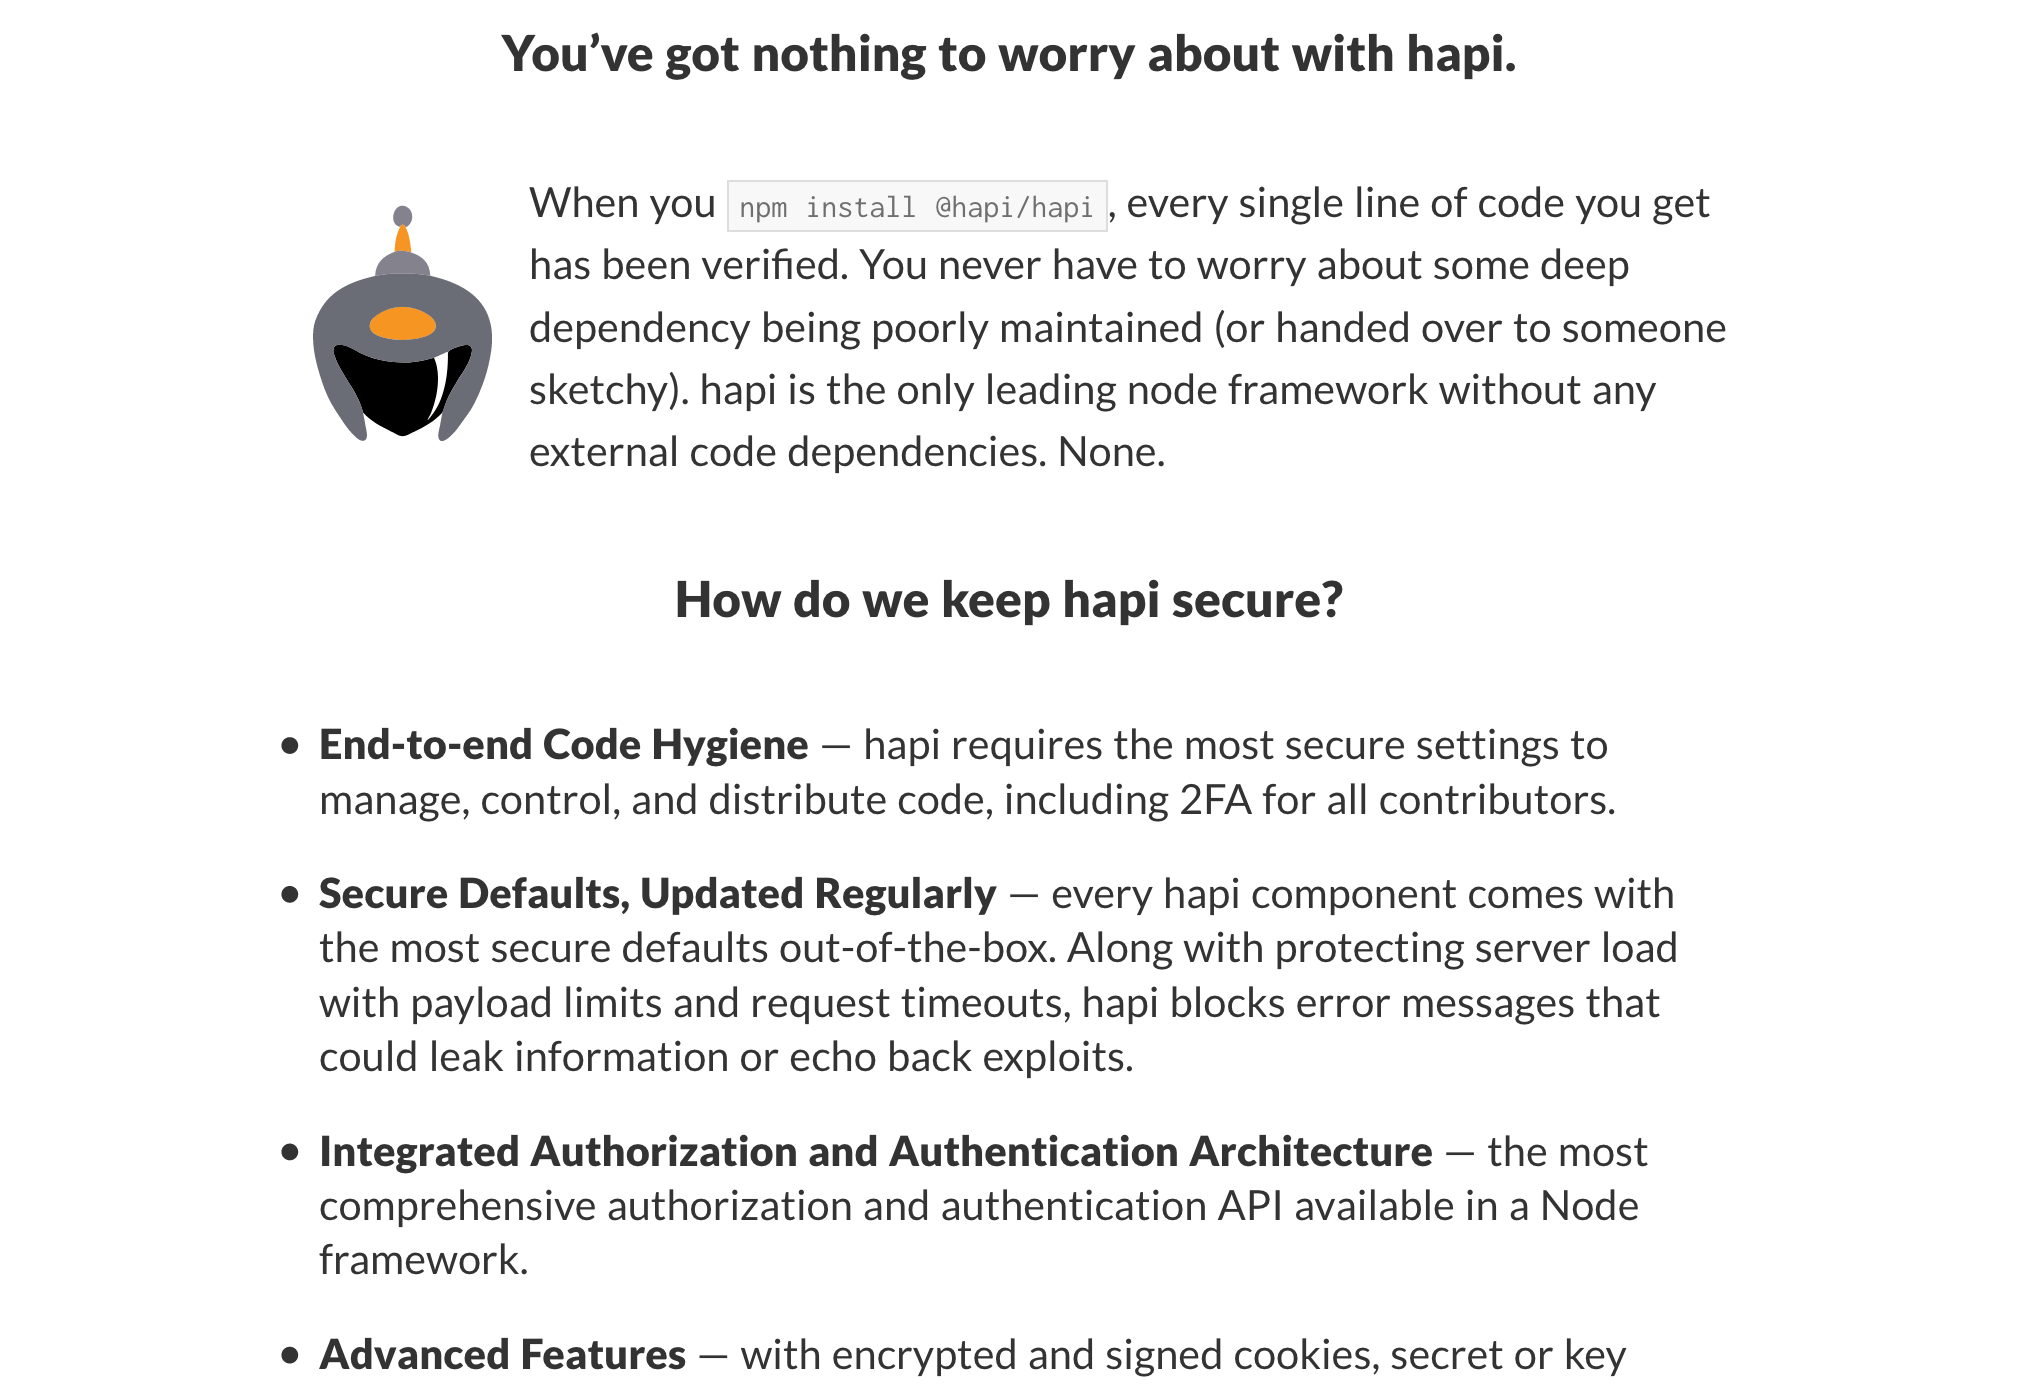 You’ve got nothing to worry about with hapi.
When you npm install @hapi/hapi, every single line of code you get
has been verified. You never have to worry about some deep
dependency being poorly maintained (or handed over to someone
sketchy). hapi is the only leading node framework without any
external code dependencies. None.
How do we keep hapi secure?
• End-to-end Code Hygiene — hapi requires the most secure settings to
manage, control, and distribute code, including 2FA for all contributors.
• Secure Defaults, Updated Regularly — every hapi component comes with
the most secure defaults out-of-the-box. Along with protecting server load
with payload limits and request timeouts, hapi blocks error messages that
could leak information or echo back exploits.
• Integrated Authorization and Authentication Architecture — the most
comprehensive authorization and authentication API available in a Node
framework.
• Advanced Features — with encrypted and signed cookies, secret or key